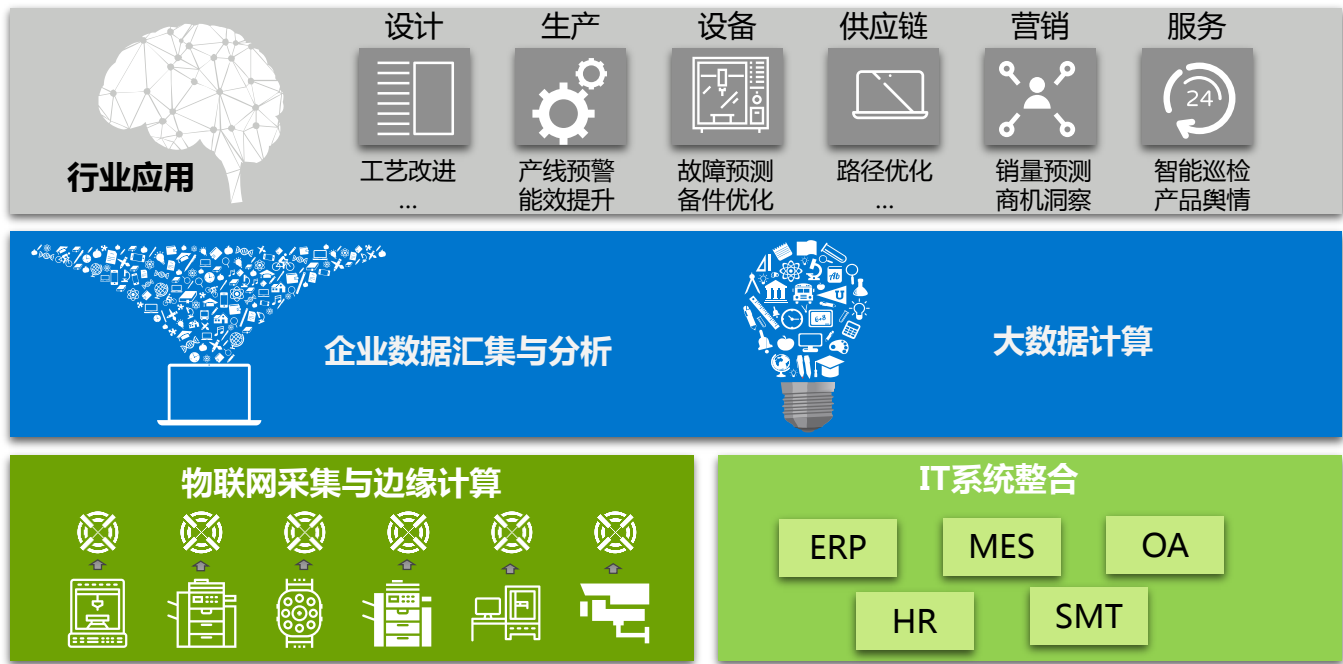 设计
生产
设备
供应链
营销
服务
24
行业应用
工艺改进
...
产线预警
能效提升
故障预测
备件优化
路径优化
...
销量预测
商机洞察
智能巡检
产品舆情
企业数据汇集与分析
大数据计算
Ab
U
6+8
物联网采集与边缘计算
IT系统整合
ERP
MES
OA
HR
SMT